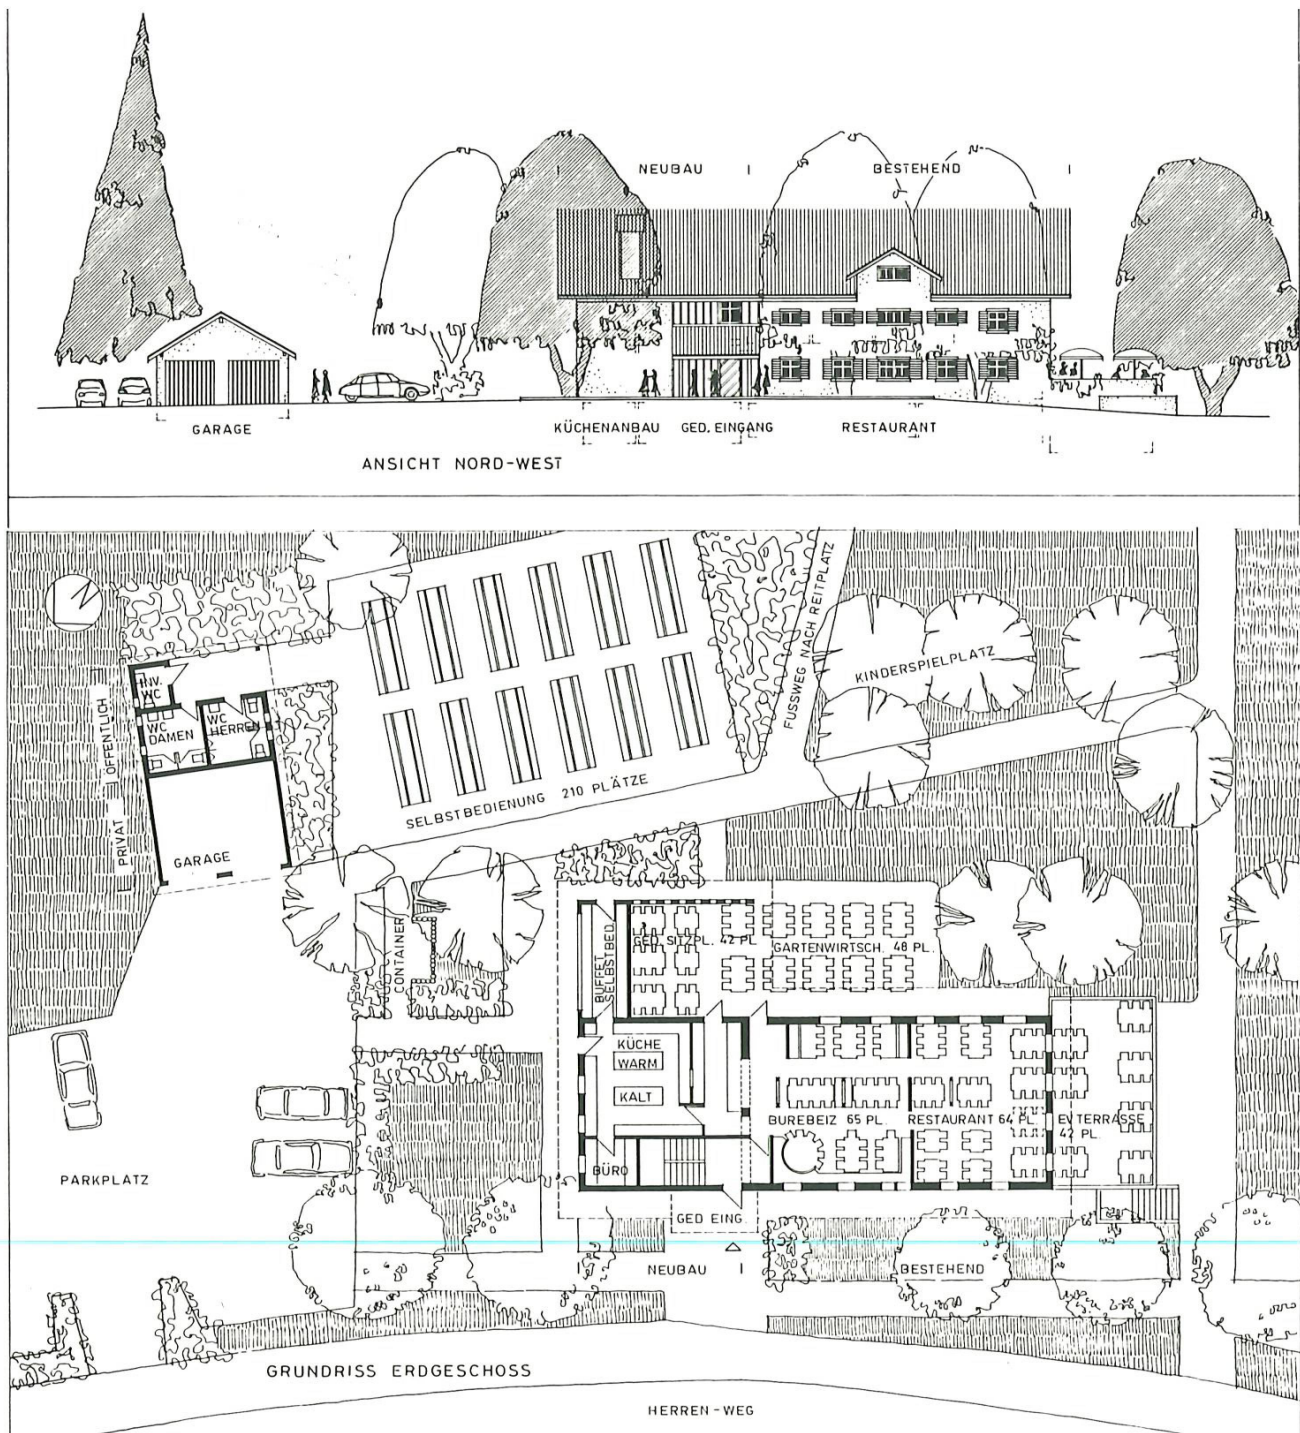 NEUBAU
BESTEHEND
GARAGE
KÜCHENANBAU
GED. EINGANG
RESTAURANT
ANSICHT NORD-WEST
N
FUSSWEG NACH REITPLATZ
KINDERSPIELPLATZ
INV.
WC
WC
DAMEN
WC
HERREN
PRIVAT
ÖFFENTLICH
SELBSTBEDIENUNG 210 PLÄTZE
GARAGE
CONTAINER
BUFFET
SELBSTBED.
GED. SITZPL. 42 PL.
GARTENWIRTSCH. 48 PL.
KÜCHE
WARM
KALT
BUREBEIZ 65 PL.
RESTAURANT 64 PL.
EV. TERRASSE
42 PL.
BÜRO
PARKPLATZ
GED EING.
NEUBAU
BESTEHEND
GRUNDRISS ERDGESCHOSS
HERREN-WEG